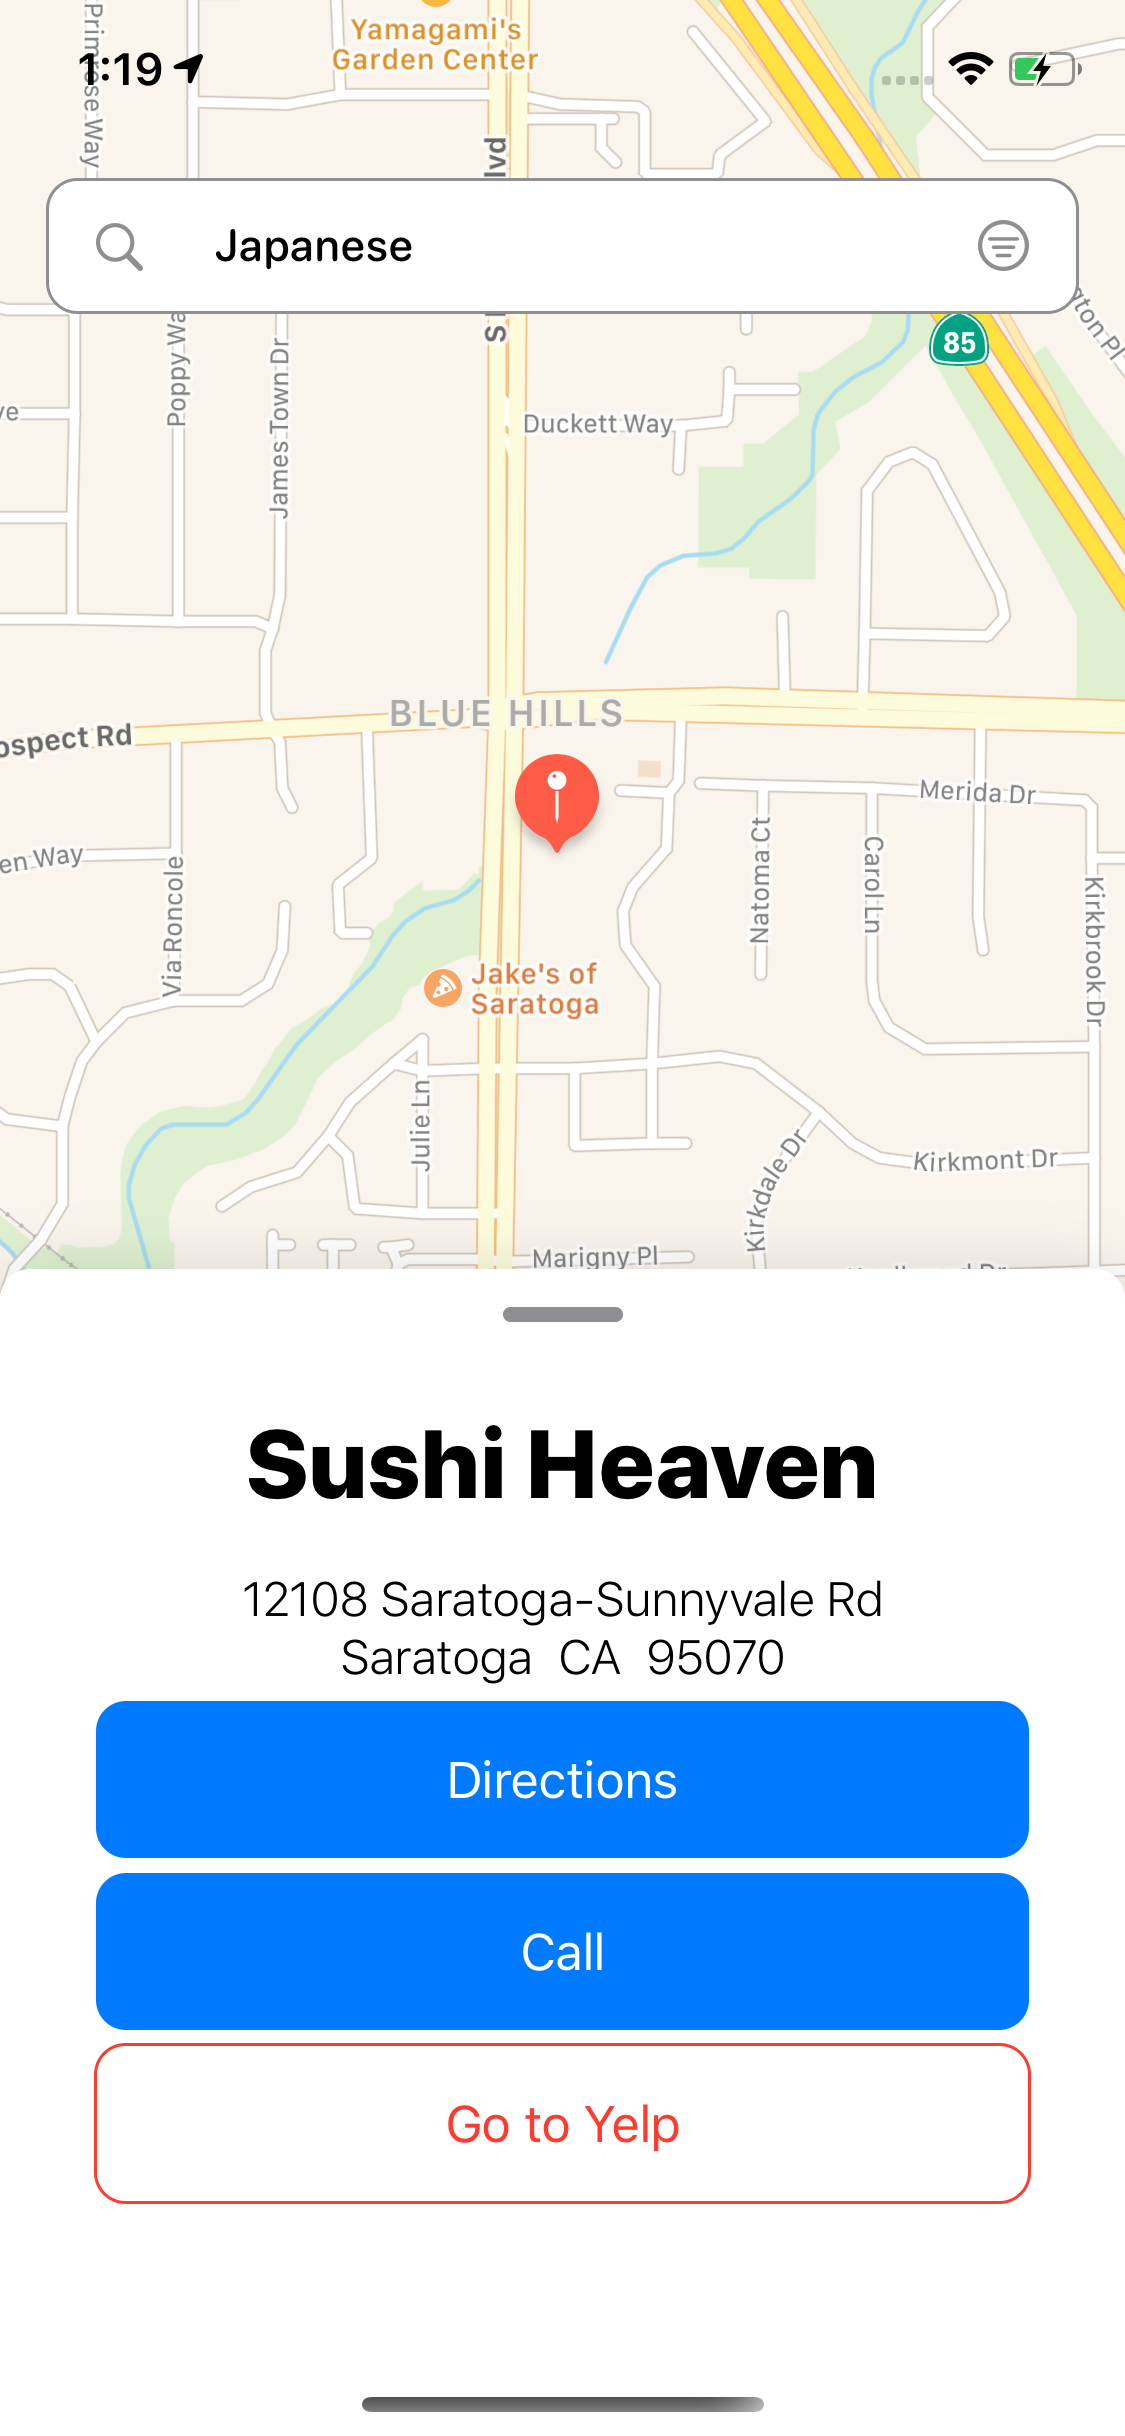 Yamagami's
Garden Center
1:19
Primrose Way
lvd
Japanese
S
85
gton Pl
Poppy Wa
James Town Dr
ve
Duckett Way
BLUE HILLS
ospect Rd
Merida Dr
en Way
Via Roncole
Natoma Ct
Carol Ln
Kirkbrook Dr
Jake's of
Saratoga
Julie Ln
Kirkdale Dr
Kirkmont Dr
Marigny Pl
Sushi Heaven
12108 Saratoga-Sunnyvale Rd
Saratoga CA 95070
Directions
Call
Go to Yelp